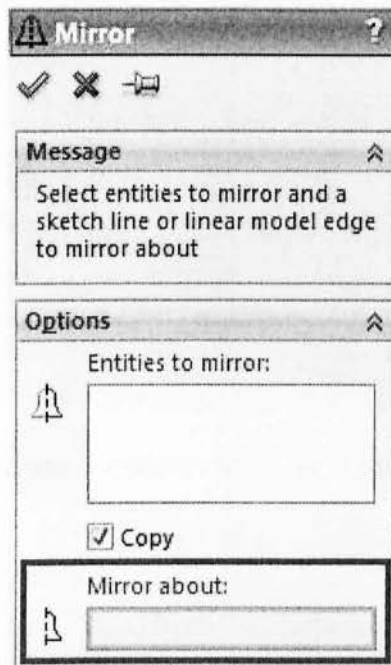 Mirror ?
Message
Select entities to mirror and a
sketch line or linear model edge
to mirror about
Options
Entities to mirror:
Copy
Mirror about: